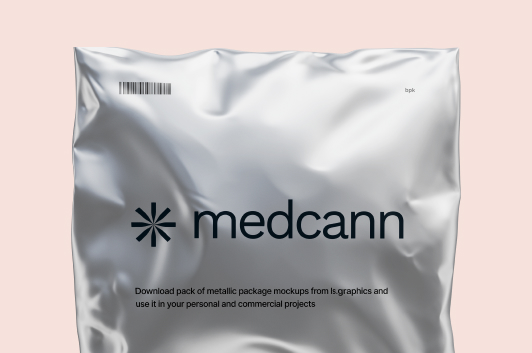 bpk
medcann
Download pack of metallic package mockups from ls.graphics and
use it in your personal and commercial projects